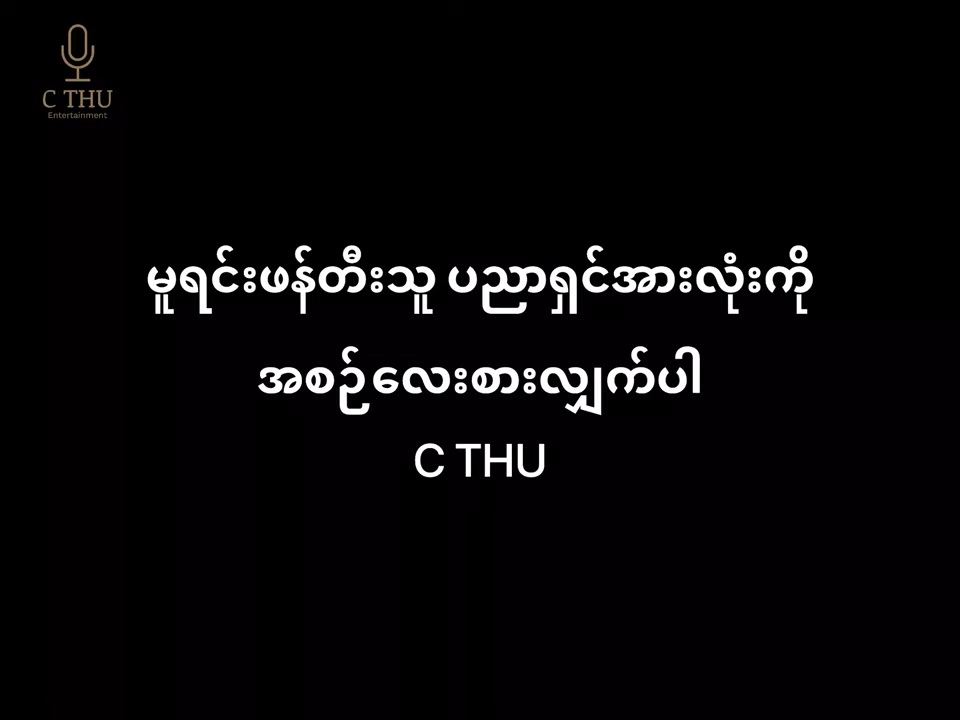 C THU
Entertainment
မူရင်းဖန်တီးသူ ပညာရှင်အားလုံးကို
အစဉ်လေးစားလျှက်ပါ
C THU